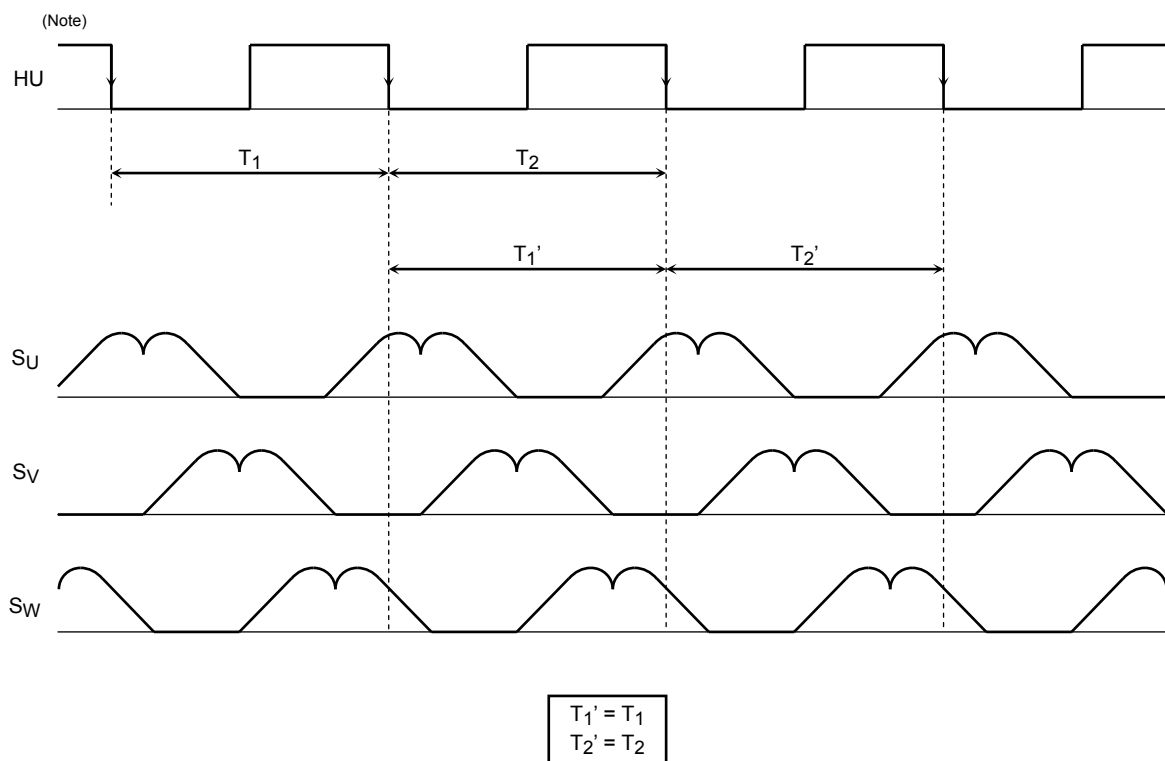 (Note)
HU
T1
T2
T1’
T2’
SU
SV
SW
T1’ = T1
T2’ = T2